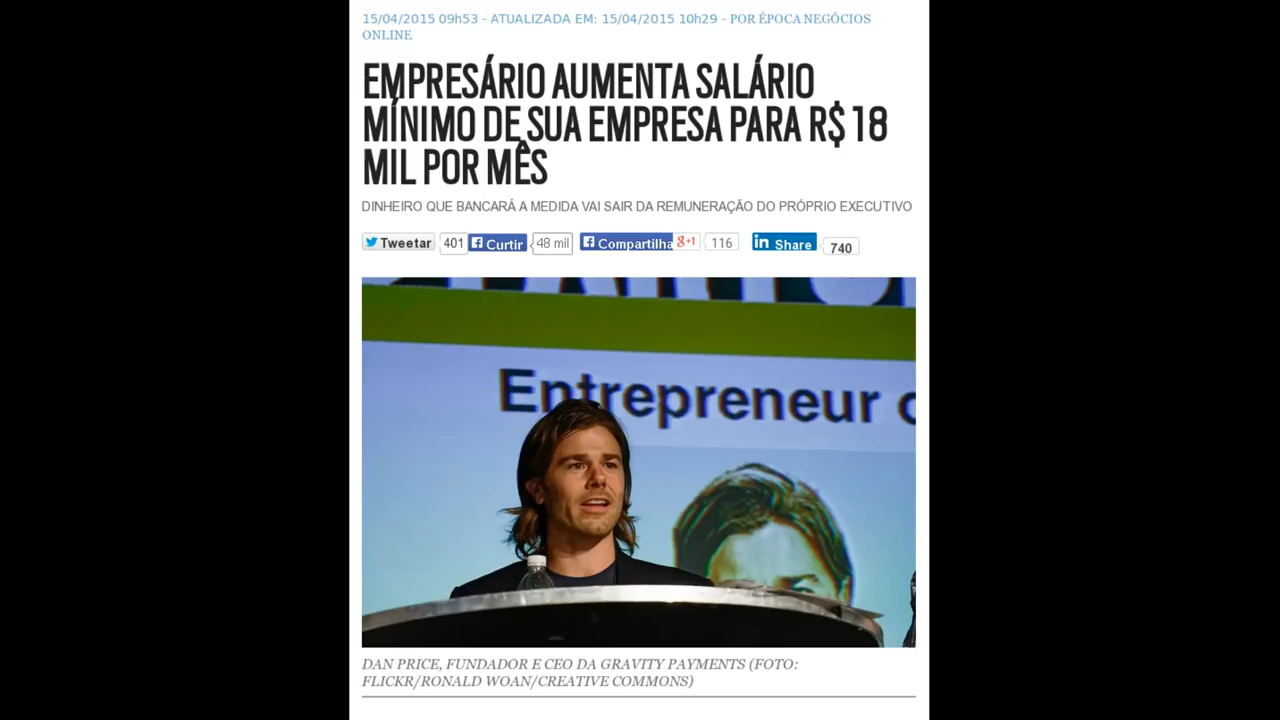 15/04/2015 09h53 - ATUALIZADA EM: 15/04/2015 10h29 - POR ÉPOCA NEGÓCIOS
ONLINE
EMPRESÁRIO AUMENTA SALÁRIO
MÍNIMO DE SUA EMPRESA PARA R$ 18
MIL POR MÊS
DINHEIRO QUE BANCARÁ A MEDIDA VAI SAIR DA REMUNERAÇÃO DO PRÓPRIO EXECUTIVO
Tweetar 401 Curtir 48 mil Compartilha g+1 116 in Share 740
Entrepreneur
DAN PRICE, FUNDADOR E CEO DA GRAVITY PAYMENTS (FOTO:
FLICKR/RONALD WOAN/CREATIVE COMMONS)